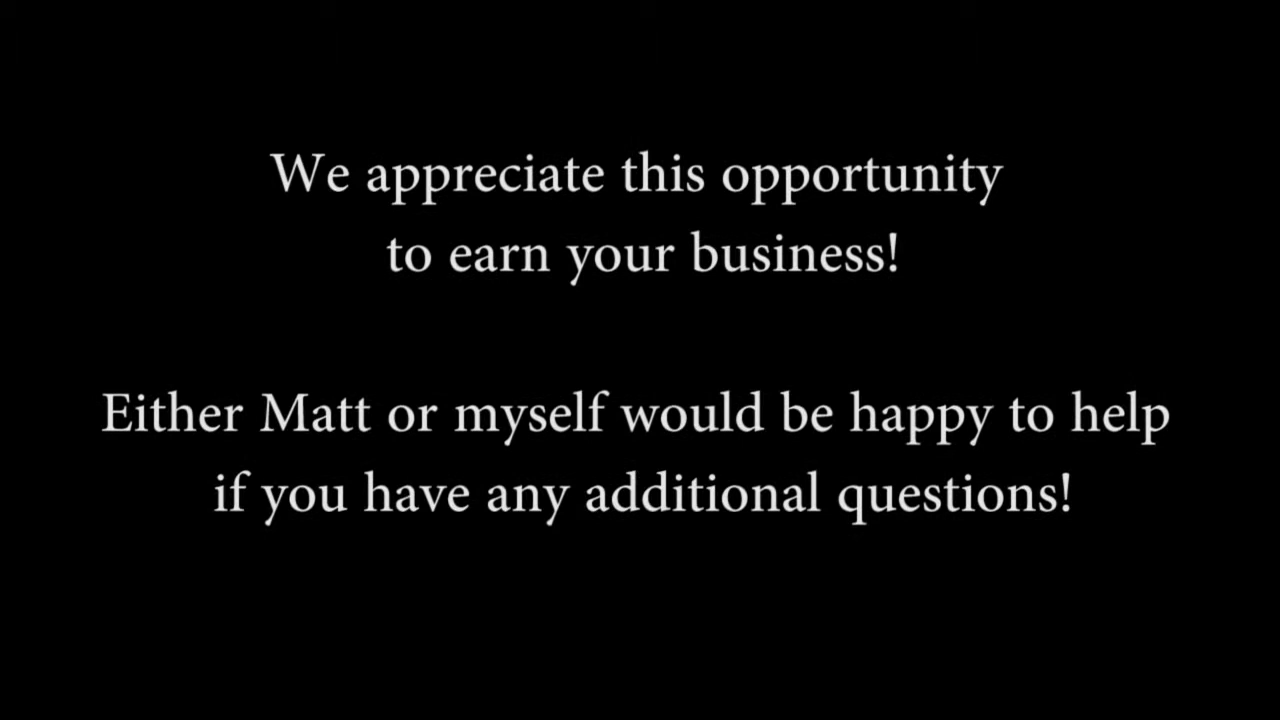 We appreciate this opportunity
to earn your business!
Either Matt or myself would be happy to help
if you have any additional questions!